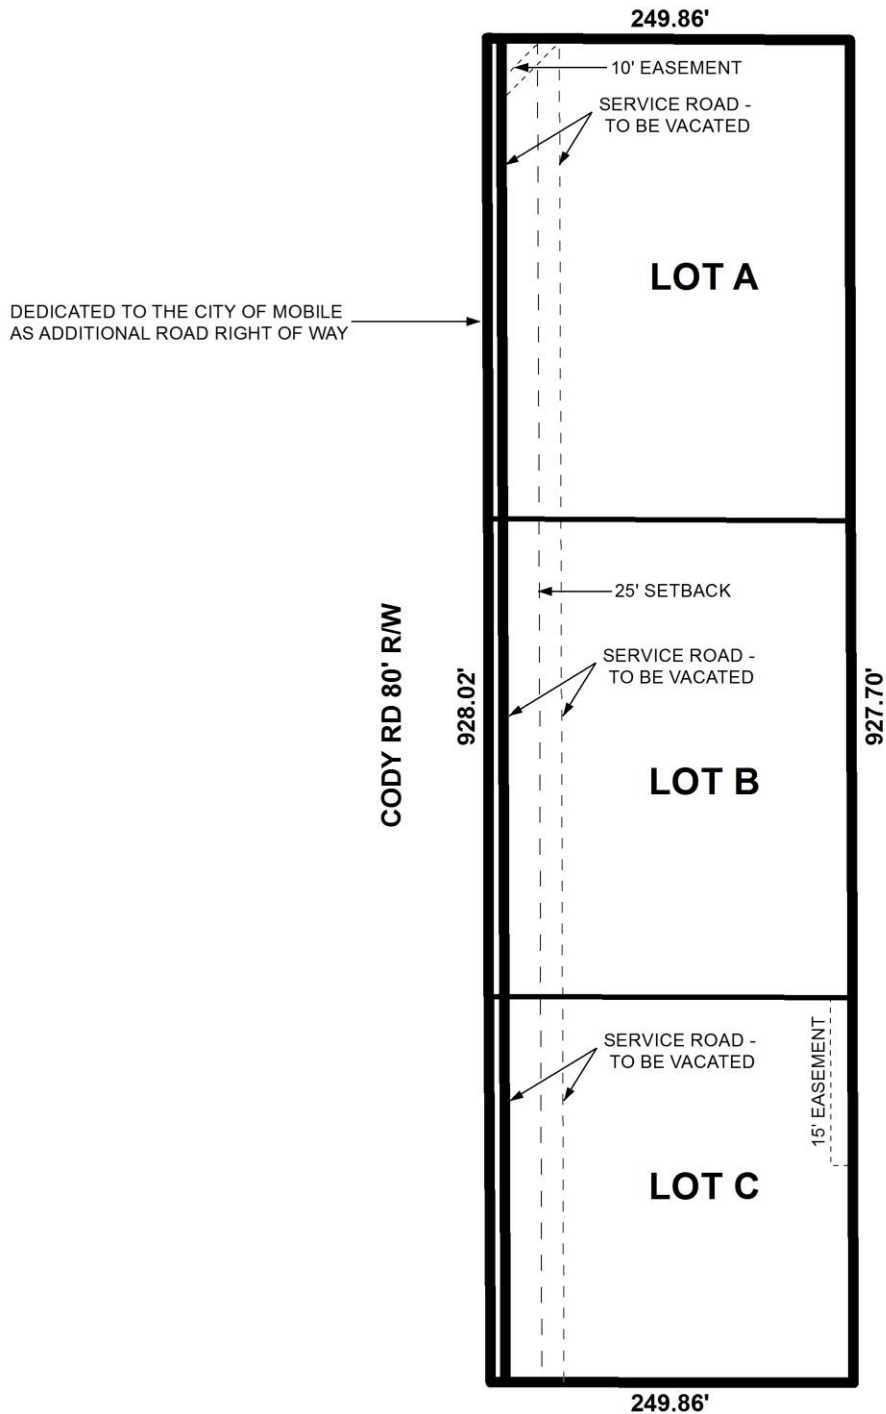 249.86'
10' EASEMENT
SERVICE ROAD -
TO BE VACATED
LOT A
DEDICATED TO THE CITY OF MOBILE
AS ADDITIONAL ROAD RIGHT OF WAY
25' SETBACK
CODY RD 80' R/W
928.02'
SERVICE ROAD -
TO BE VACATED
927.70'
LOT B
SERVICE ROAD -
TO BE VACATED
15' EASEMENT
LOT C
249.86'